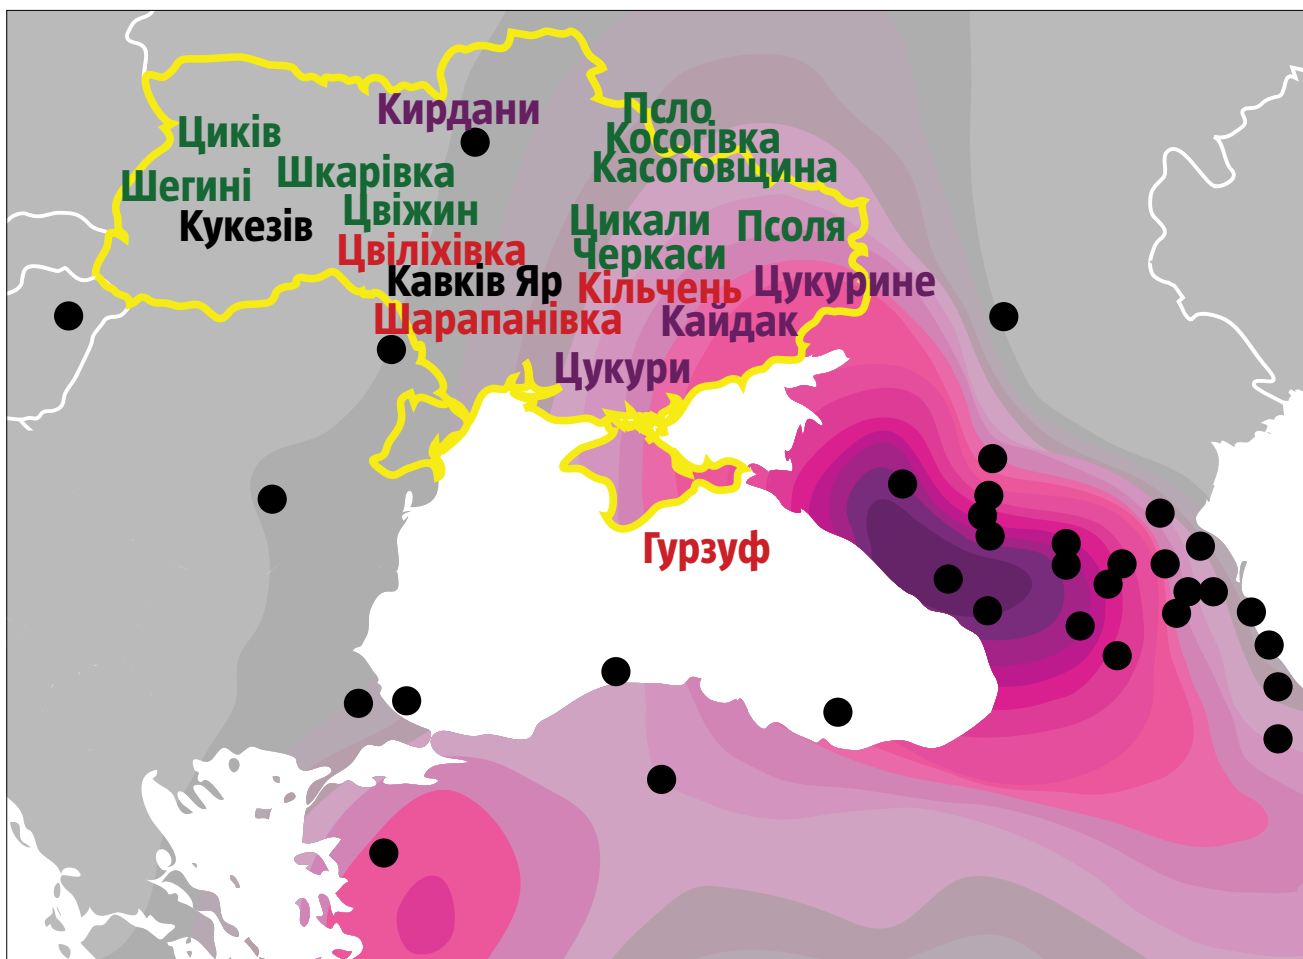 Кирдани
Псло
Циків
Косогівка
Касоговщина
Шкарівка
Шегині
Цвіжин
Кукезів
Цикали
Псоля
Цвіліхівка
Черкаси
Кавків Яр
Кільчень
Цукурине
Шарапанівка
Кайдак
Цукури
Гурзуф